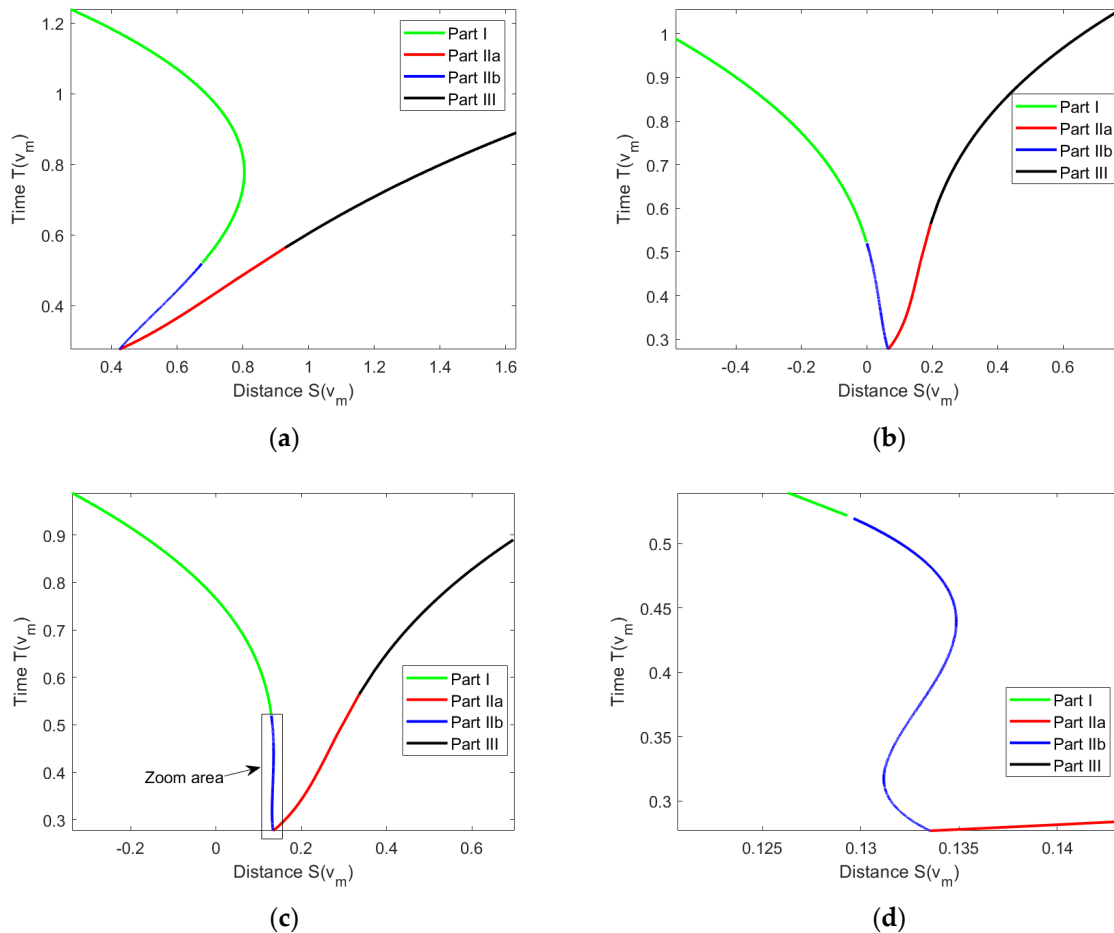 1.2
1
0.8
0.6
0.4
Time T(v_m)
0.4 0.6 0.8 1 1.2 1.4 1.6
Distance S(v_m)
Part I
Part IIa
Part IIb
Part III
(a)
1
0.9
0.8
0.7
0.6
0.5
0.4
0.3
Time T(v_m)
-0.4 -0.2 0 0.2 0.4 0.6
Distance S(v_m)
Part I
Part IIa
Part IIb
Part III
(b)
0.9
0.8
0.7
0.6
0.5
0.4
0.3
Time T(v_m)
-0.2 0 0.2 0.4 0.6
Distance S(v_m)
Part I
Part IIa
Part IIb
Part III
Zoom area
(c)
0.5
0.45
0.4
0.35
0.3
Time T(v_m)
0.125 0.13 0.135 0.14
Distance S(v_m)
Part I
Part IIa
Part IIb
Part III
(d)